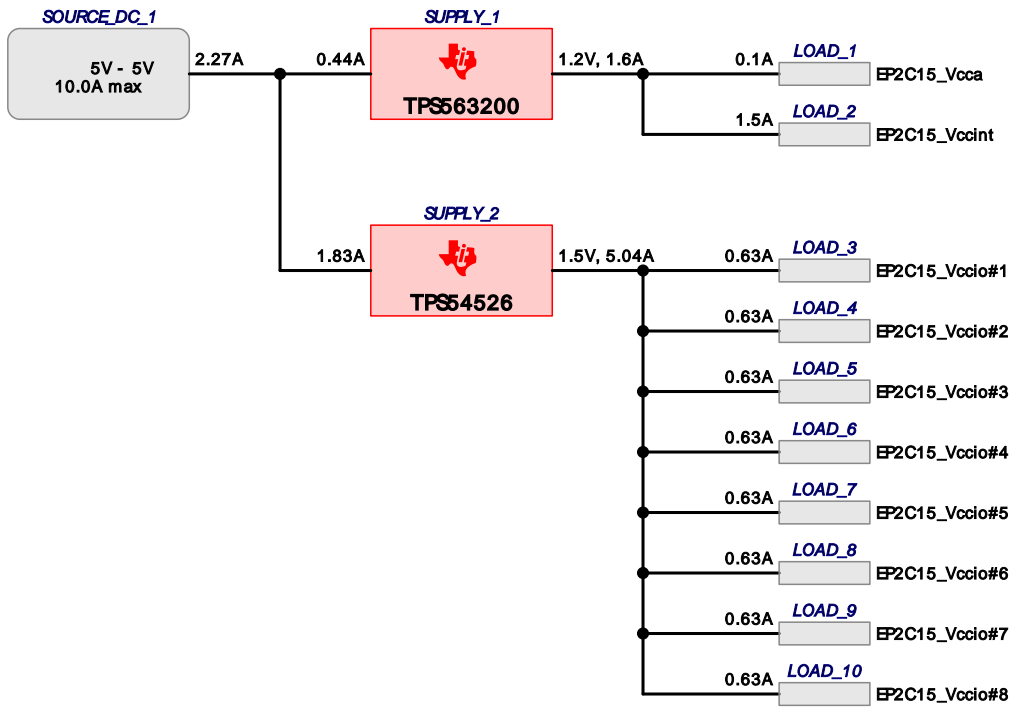 SOURCE_DC_1
5V - 5V
10.0A max
2.27A
0.44A
SUPPLY_1
TPS563200
1.2V, 1.6A
0.1A
LOAD_1
EP2C15_Vcca
1.5A
LOAD_2
EP2C15_Vccint
1.83A
SUPPLY_2
TPS54526
1.5V, 5.04A
0.63A
LOAD_3
EP2C15_Vccio#1
0.63A
LOAD_4
EP2C15_Vccio#2
0.63A
LOAD_5
EP2C15_Vccio#3
0.63A
LOAD_6
EP2C15_Vccio#4
0.63A
LOAD_7
EP2C15_Vccio#5
0.63A
LOAD_8
EP2C15_Vccio#6
0.63A
LOAD_9
EP2C15_Vccio#7
0.63A
LOAD_10
EP2C15_Vccio#8